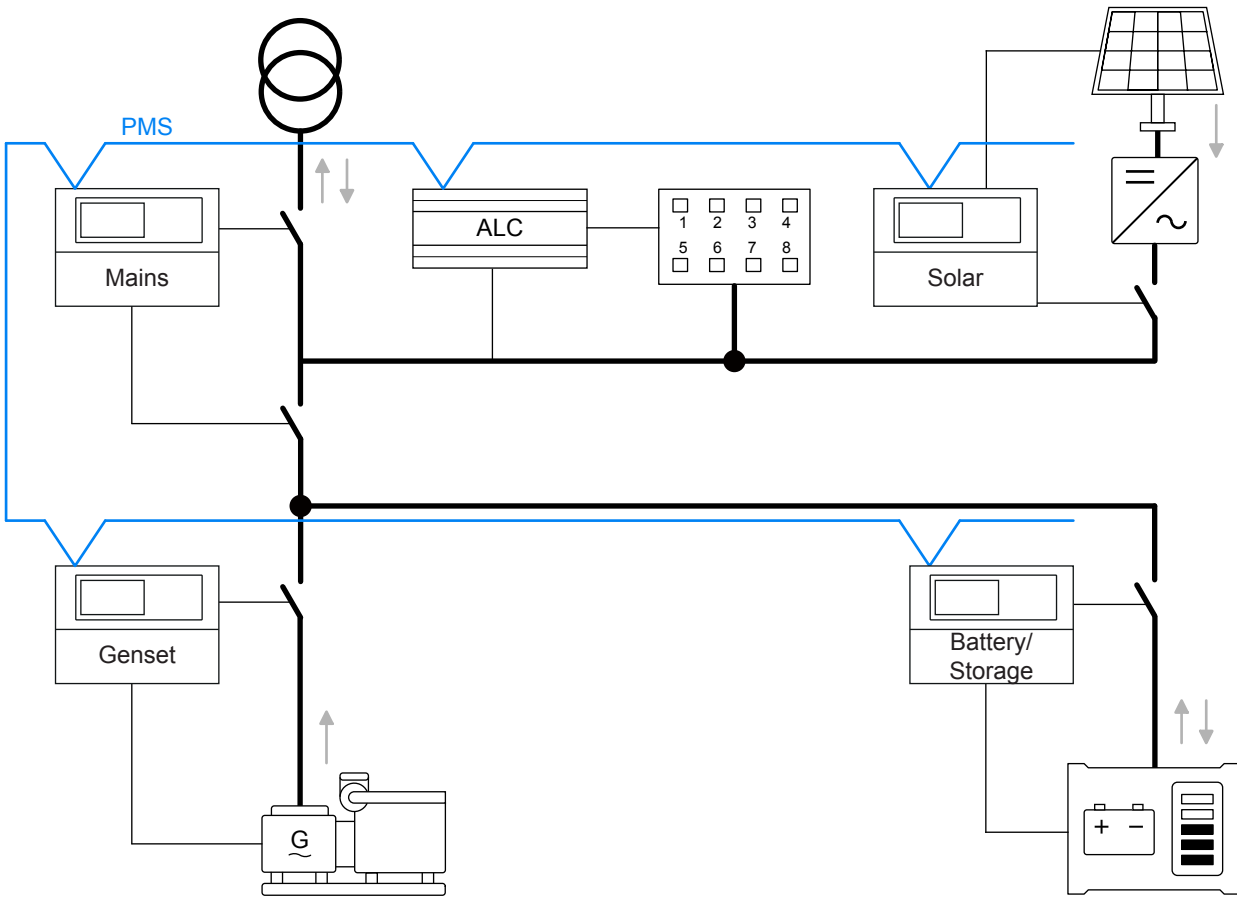 PMS
Mains
ALC
1 2 3 4
5 6 7 8
Solar
Genset
Battery/
Storage
G
+ −